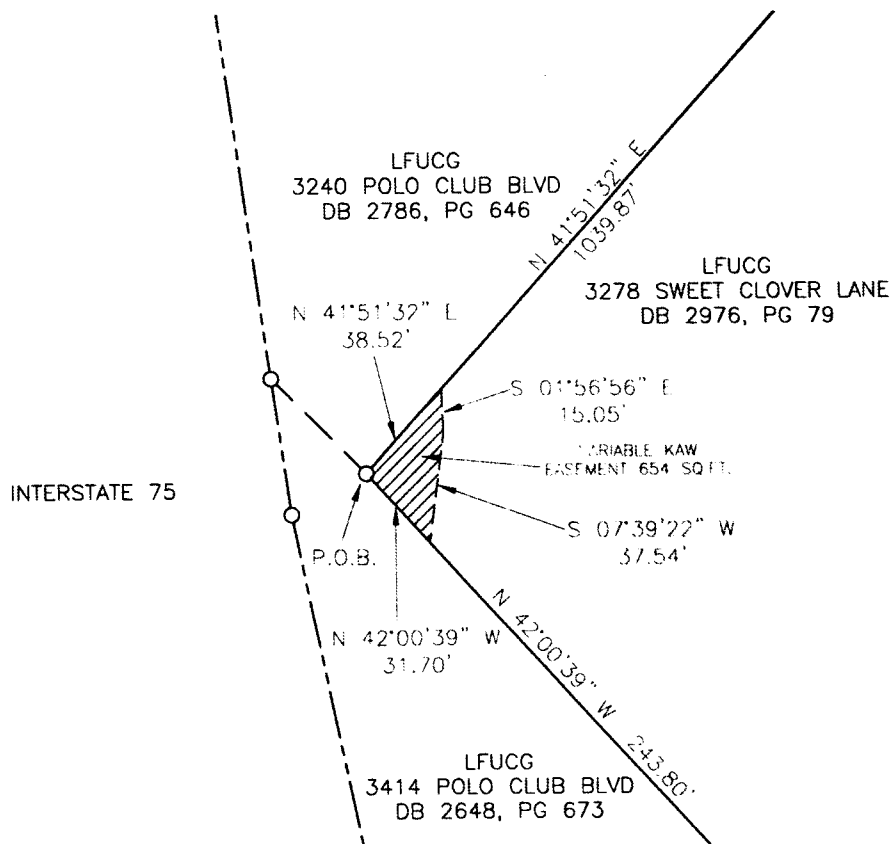 LFUCG
3240 POLO CLUB BLVD
DB 2786, PG 646
N 41°51'32" E
1039.87'
LFUCG
3278 SWEET CLOVER LANE
DB 2976, PG 79
N 41°51'32" E
38.52'
S 01°56'56" E
15.05'
VARIABLE KAW
EASEMENT 654 SQ.FT.
INTERSTATE 75
S 07°39'22" W
37.54'
P.O.B.
N 42°00'39" W
31.70'
N 42°00'39" W 243.80'
LFUCG
3414 POLO CLUB BLVD
DB 2648, PG 673